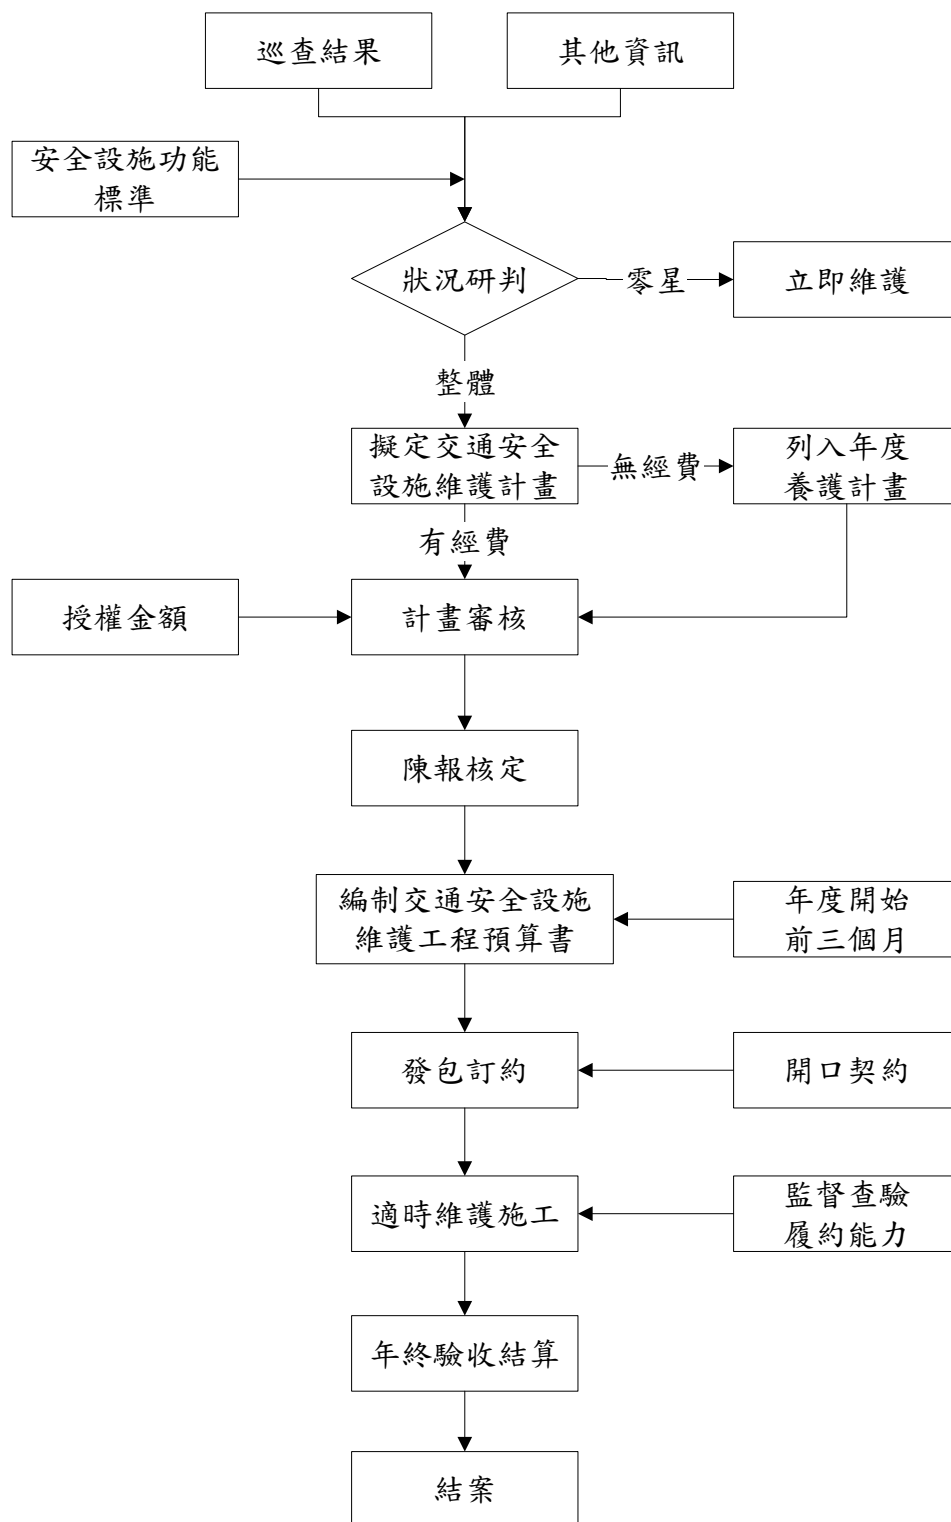 巡查結果
其他資訊
安全設施功能
標準
狀況研判
零星
立即維護
整體
擬定交通安全
設施維護計畫
無經費
列入年度
養護計畫
有經費
授權金額
計畫審核
陳報核定
編制交通安全設施
維護工程預算書
年度開始
前三個月
發包訂約
開口契約
適時維護施工
監督查驗
履約能力
年終驗收結算
結案